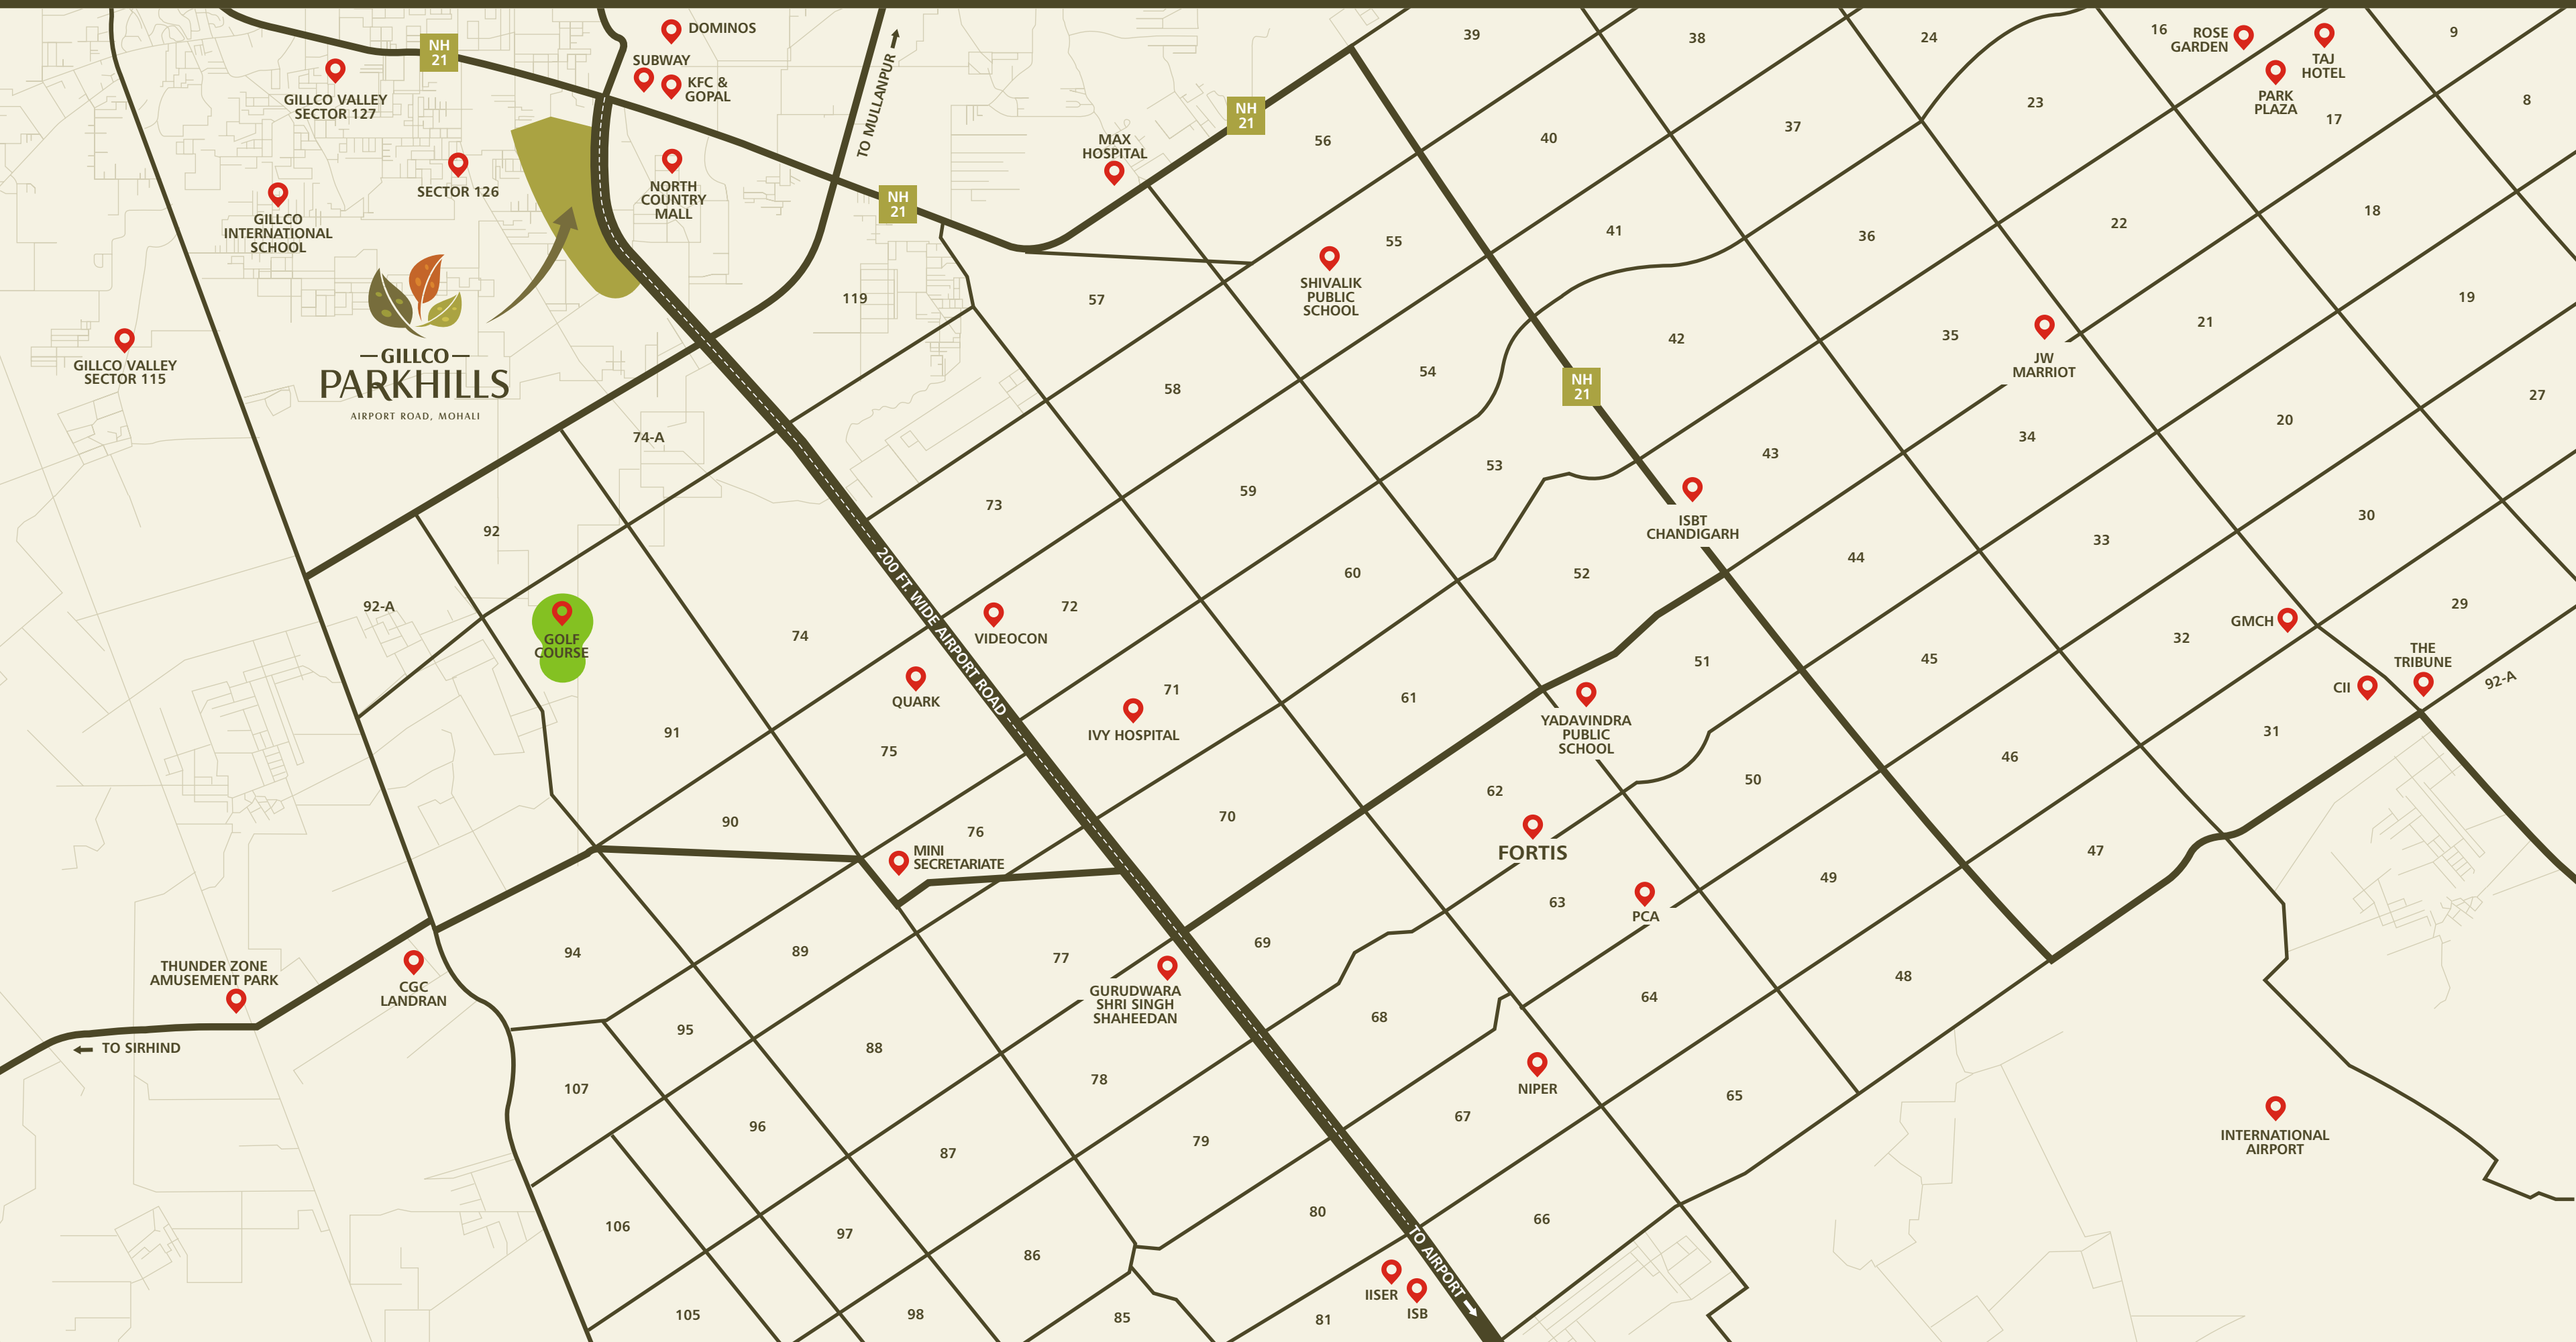 NH
21
DOMINOS
SUBWAY
KFC &
GOPAL
TO MULLANPUR
39
38
24
16
ROSE
GARDEN
TAJ
HOTEL
9
GILLCO VALLEY
SECTOR 127
SECTOR 126
NORTH
COUNTRY
MALL
NH
21
MAX
HOSPITAL
NH
21
56
40
37
23
PARK
PLAZA
17
8
GILLCO
INTERNATIONAL
SCHOOL
55
41
36
22
18
SHIVALIK
PUBLIC
SCHOOL
119
57
42
35
21
19
JW
MARRIOT
GILLCO VALLEY
SECTOR 115
GILLCO
PARKHILLS
AIRPORT ROAD, MOHALI
58
54
NH
21
34
20
27
74-A
73
59
53
43
ISBT
CHANDIGARH
33
30
92
92-A
GOLF
COURSE
200 FT. WIDE AIRPORT ROAD
74
VIDEOCON
72
60
52
44
GMCH
32
29
THE
TRIBUNE
CII
92-A
QUARK
71
IVY HOSPITAL
61
51
45
YADAVINDRA
PUBLIC
SCHOOL
91
75
62
50
46
31
90
76
MINI
SECRETARIATE
70
FORTIS
47
63
PCA
49
THUNDER ZONE
AMUSEMENT PARK
CGC
LANDRAN
94
89
77
69
GURUDWARA
SHRI SINGH
SHAHEEDAN
48
TO SIRHIND
95
88
68
64
107
78
NIPER
67
65
96
87
79
INTERNATIONAL
AIRPORT
106
97
86
80
66
TO AIRPORT
IISER
ISB
105
98
85
81